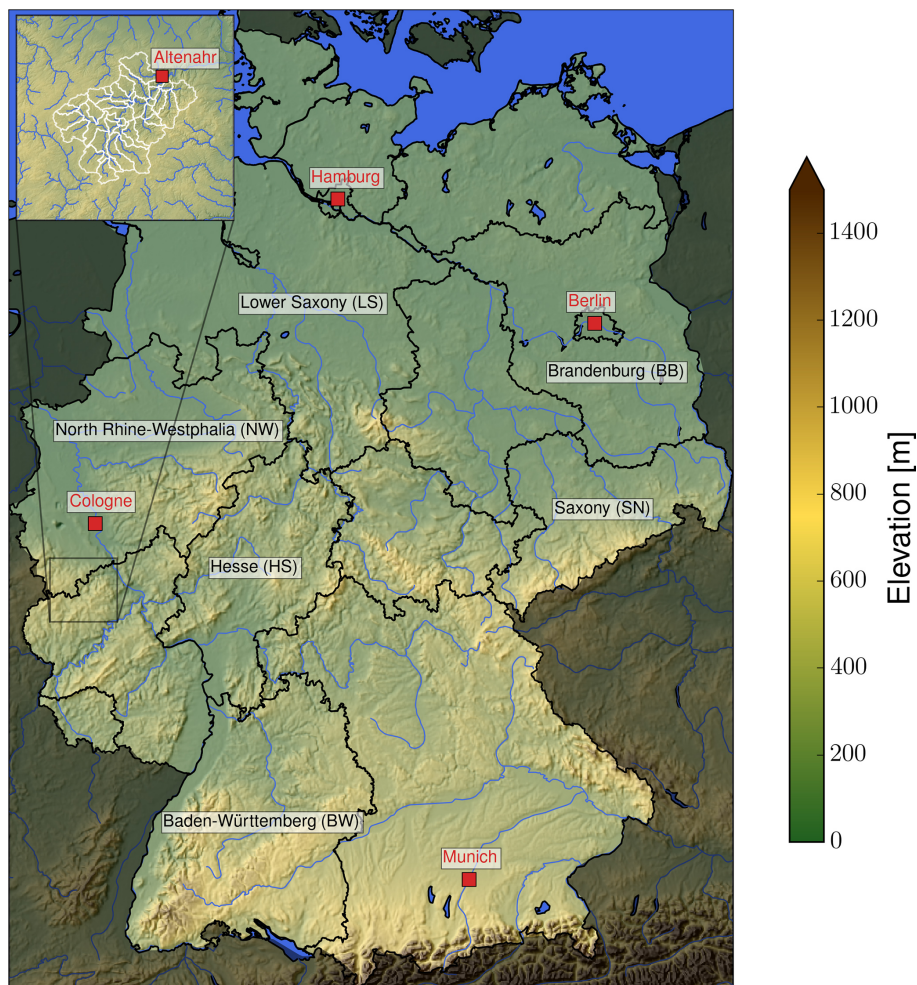 Altenahr
Hamburg
Lower Saxony (LS)
Berlin
Brandenburg (BB)
North Rhine-Westphalia (NW)
Cologne
Saxony (SN)
Hesse (HS)
Baden-Württemberg (BW)
Munich
1400
1200
1000
800
600
400
200
0
Elevation [m]